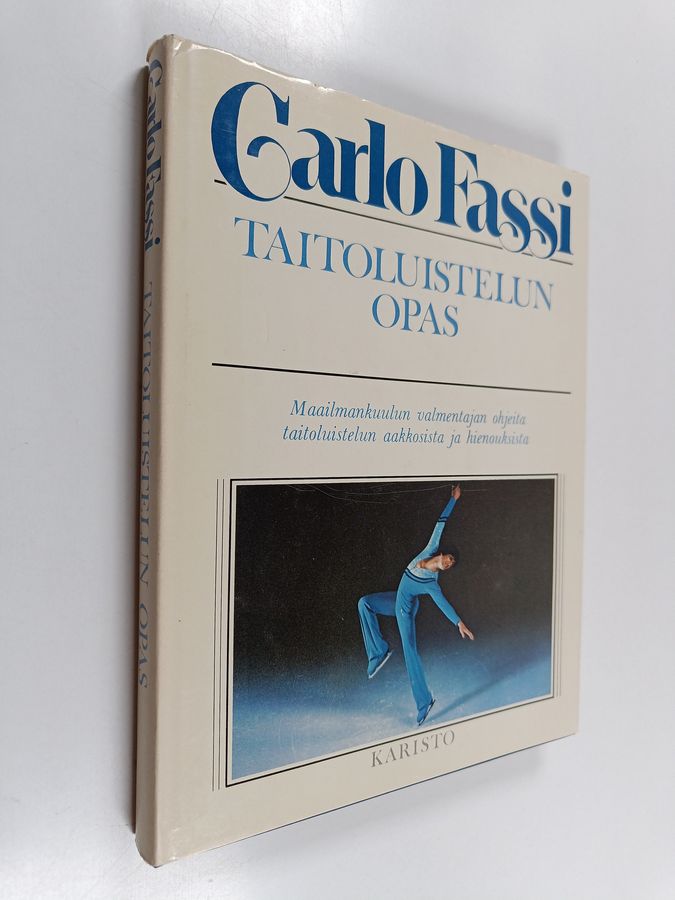 Carlo Fassi
TAITOLUISTELUN
OPAS
Maailmankuulun valmentajan ohjeita
taitoluistelun aakkosista ja hienouksista
KARISTO
Carlo Fassi TAITOLUISTELUN OPAS